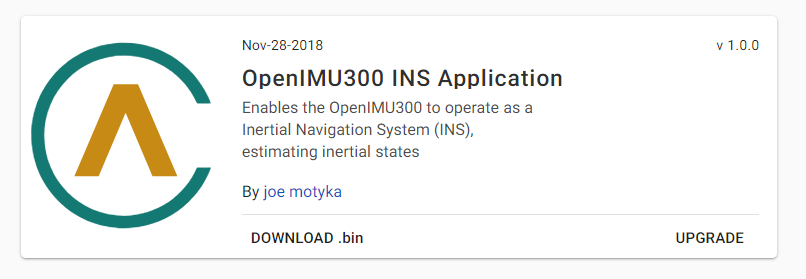 Nov-28-2018
v 1.0.0
OpenIMU300 INS Application
Enables the OpenIMU300 to operate as a
Inertial Navigation System (INS),
estimating inertial states
By joe motyka
DOWNLOAD .bin
UPGRADE